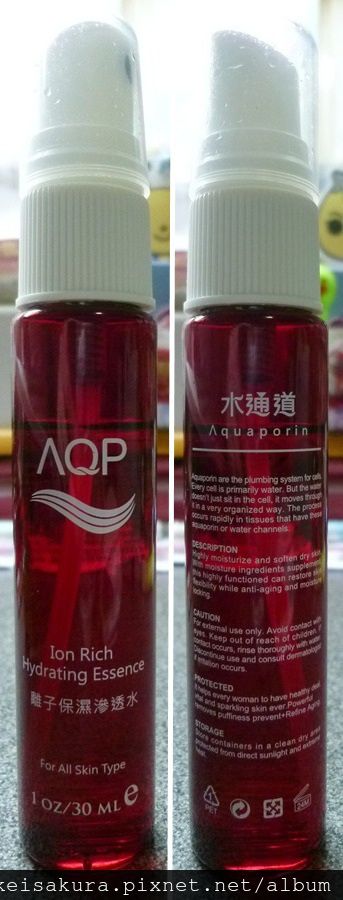 AQP
Ion Rich
Hydrating Essence
離子保濕滲透水
For All Skin Type
1 OZ/30 ML e
水通道
Aquaporin
Aquaporin are the plumbing system for cells.
Every cell is primarily water. But the water
doesn't just sit in the cell, it moves through
it in a very organized way. The process
occurs rapidly in tissues that have these
aquaporin or water channels.
DESCRIPTION
Highly moisturize and soften dry skin.
With moisture ingredients supplement,
this highly functioned can restore skin
flexibility while anti-aging and moisture
locking.
CAUTION
For external use only. Avoid contact with
eyes. Keep out of reach of children. If
contact occurs, rinse thoroughly with water.
Discontinue use and consult dermatologist
if irritation occurs.
PROTECTED
It helps every woman to have healthy
and sparkling skin ever.Powerful
removes puffiness prevent+Refine Aging.
STORAGE
Store containers in a clean dry area
protected from direct sunlight and extreme
heat.
PET
24M
keisakura.pixnet.net/album